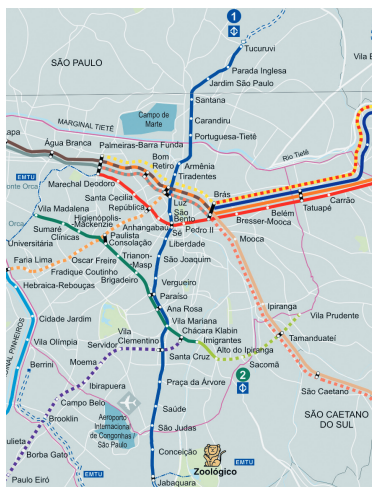 1
Tucuruvi
SÃO PAULO
Vila E
Parada Inglesa
Jardim São Paulo
Santana
Campo de
Marte
Carandiru
MARGINAL TIETÊ
Portuguesa-Tietê
apa
Água Branca
Palmeiras-Barra Funda
Rio Tietê
Bom
Retiro
Armênia
EMTU
Tiradentes
onte Orca
Marechal Deodoro
Brás
Santa Cecília
Luz
República
São
Bento
Belém
Tatuapé
Carrão
Vila Madalena
Higienópolis-
Mackenzie
Anhangabaú
Sé
Pedro II
Bresser-Mooca
Orca
Sumaré
Clínicas
Paulista
Consolação
Liberdade
Mooca
Universitária
Faria Lima
Oscar Freire
Trianon-
Masp
São Joaquim
Fradique Coutinho
Hebraica-Rebouças
Brigadeiro
Vergueiro
Paraíso
Ipiranga
Ana Rosa
Vila Prudente
Cidade Jardim
Vila Mariana
Chácara Klabin
Vila
Clementino
Imigrantes
Tamanduateí
Vila Olímpia
Servidor
Alto do Ipiranga
Santa Cruz
Sacomã
Berrini
Moema
2
Praça da Árvore
Ibirapuera
São Caetano
Campo Belo
Saúde
SÃO CAETANO
DO SUL
Brooklin
Aeroporto
Internacional
de Congonhas /
São Paulo
São Judas
ulieta
Borba Gato
Conceição
Zoológico
Paulo Eiró
EMTU
Jabaquara
EMTU